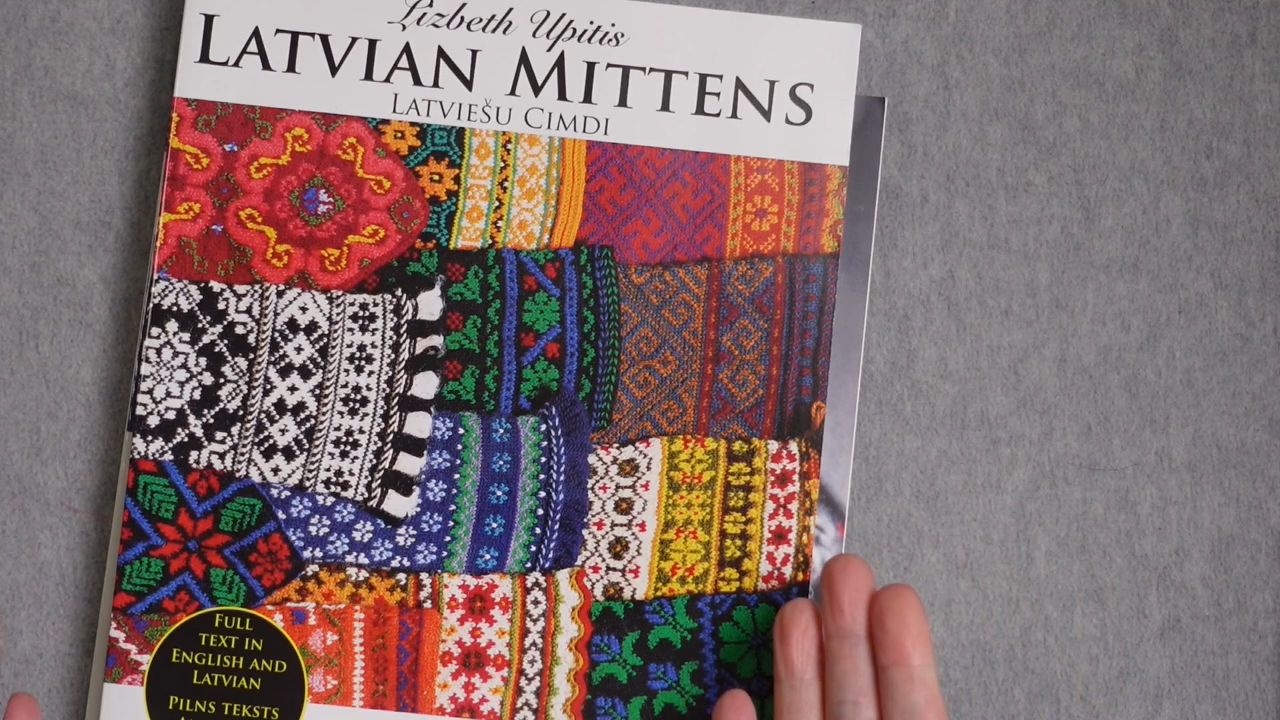 Lizbeth Upitis
LATVIAN MITTENS
LATVIEŠU CIMDI
FULL
TEXT IN
ENGLISH AND
LATVIAN
PILNS TEKSTS